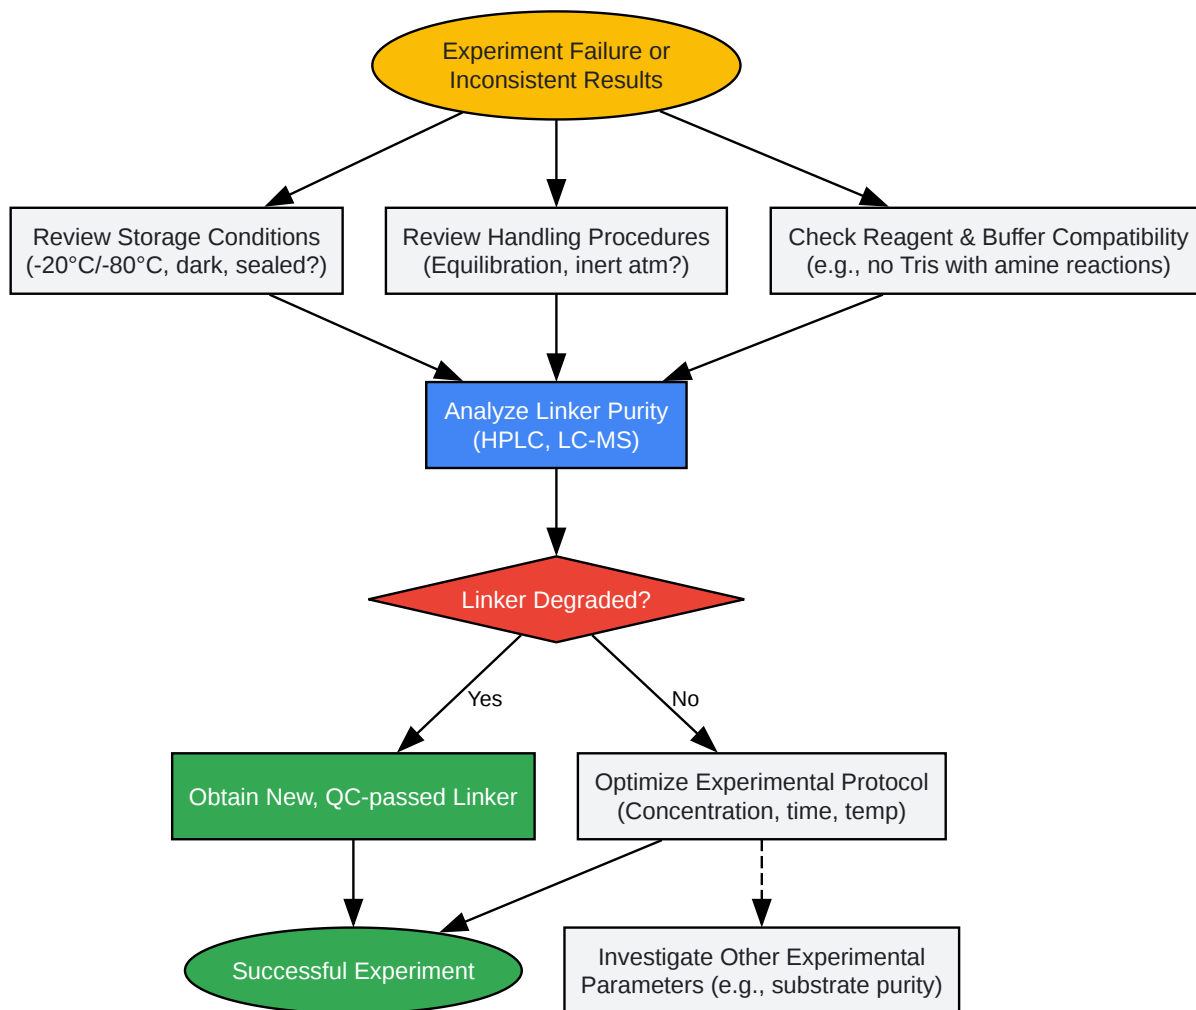 Experiment Failure or
Inconsistent Results
Review Storage Conditions
(-20°C/-80°C, dark, sealed?)
Review Handling Procedures
(Equilibration, inert atm?)
Check Reagent & Buffer Compatibility
(e.g., no Tris with amine reactions)
Analyze Linker Purity
(HPLC, LC-MS)
Linker Degraded?
Yes
No
Obtain New, QC-passed Linker
Optimize Experimental Protocol
(Concentration, time, temp)
Successful Experiment
Investigate Other Experimental
Parameters (e.g., substrate purity)